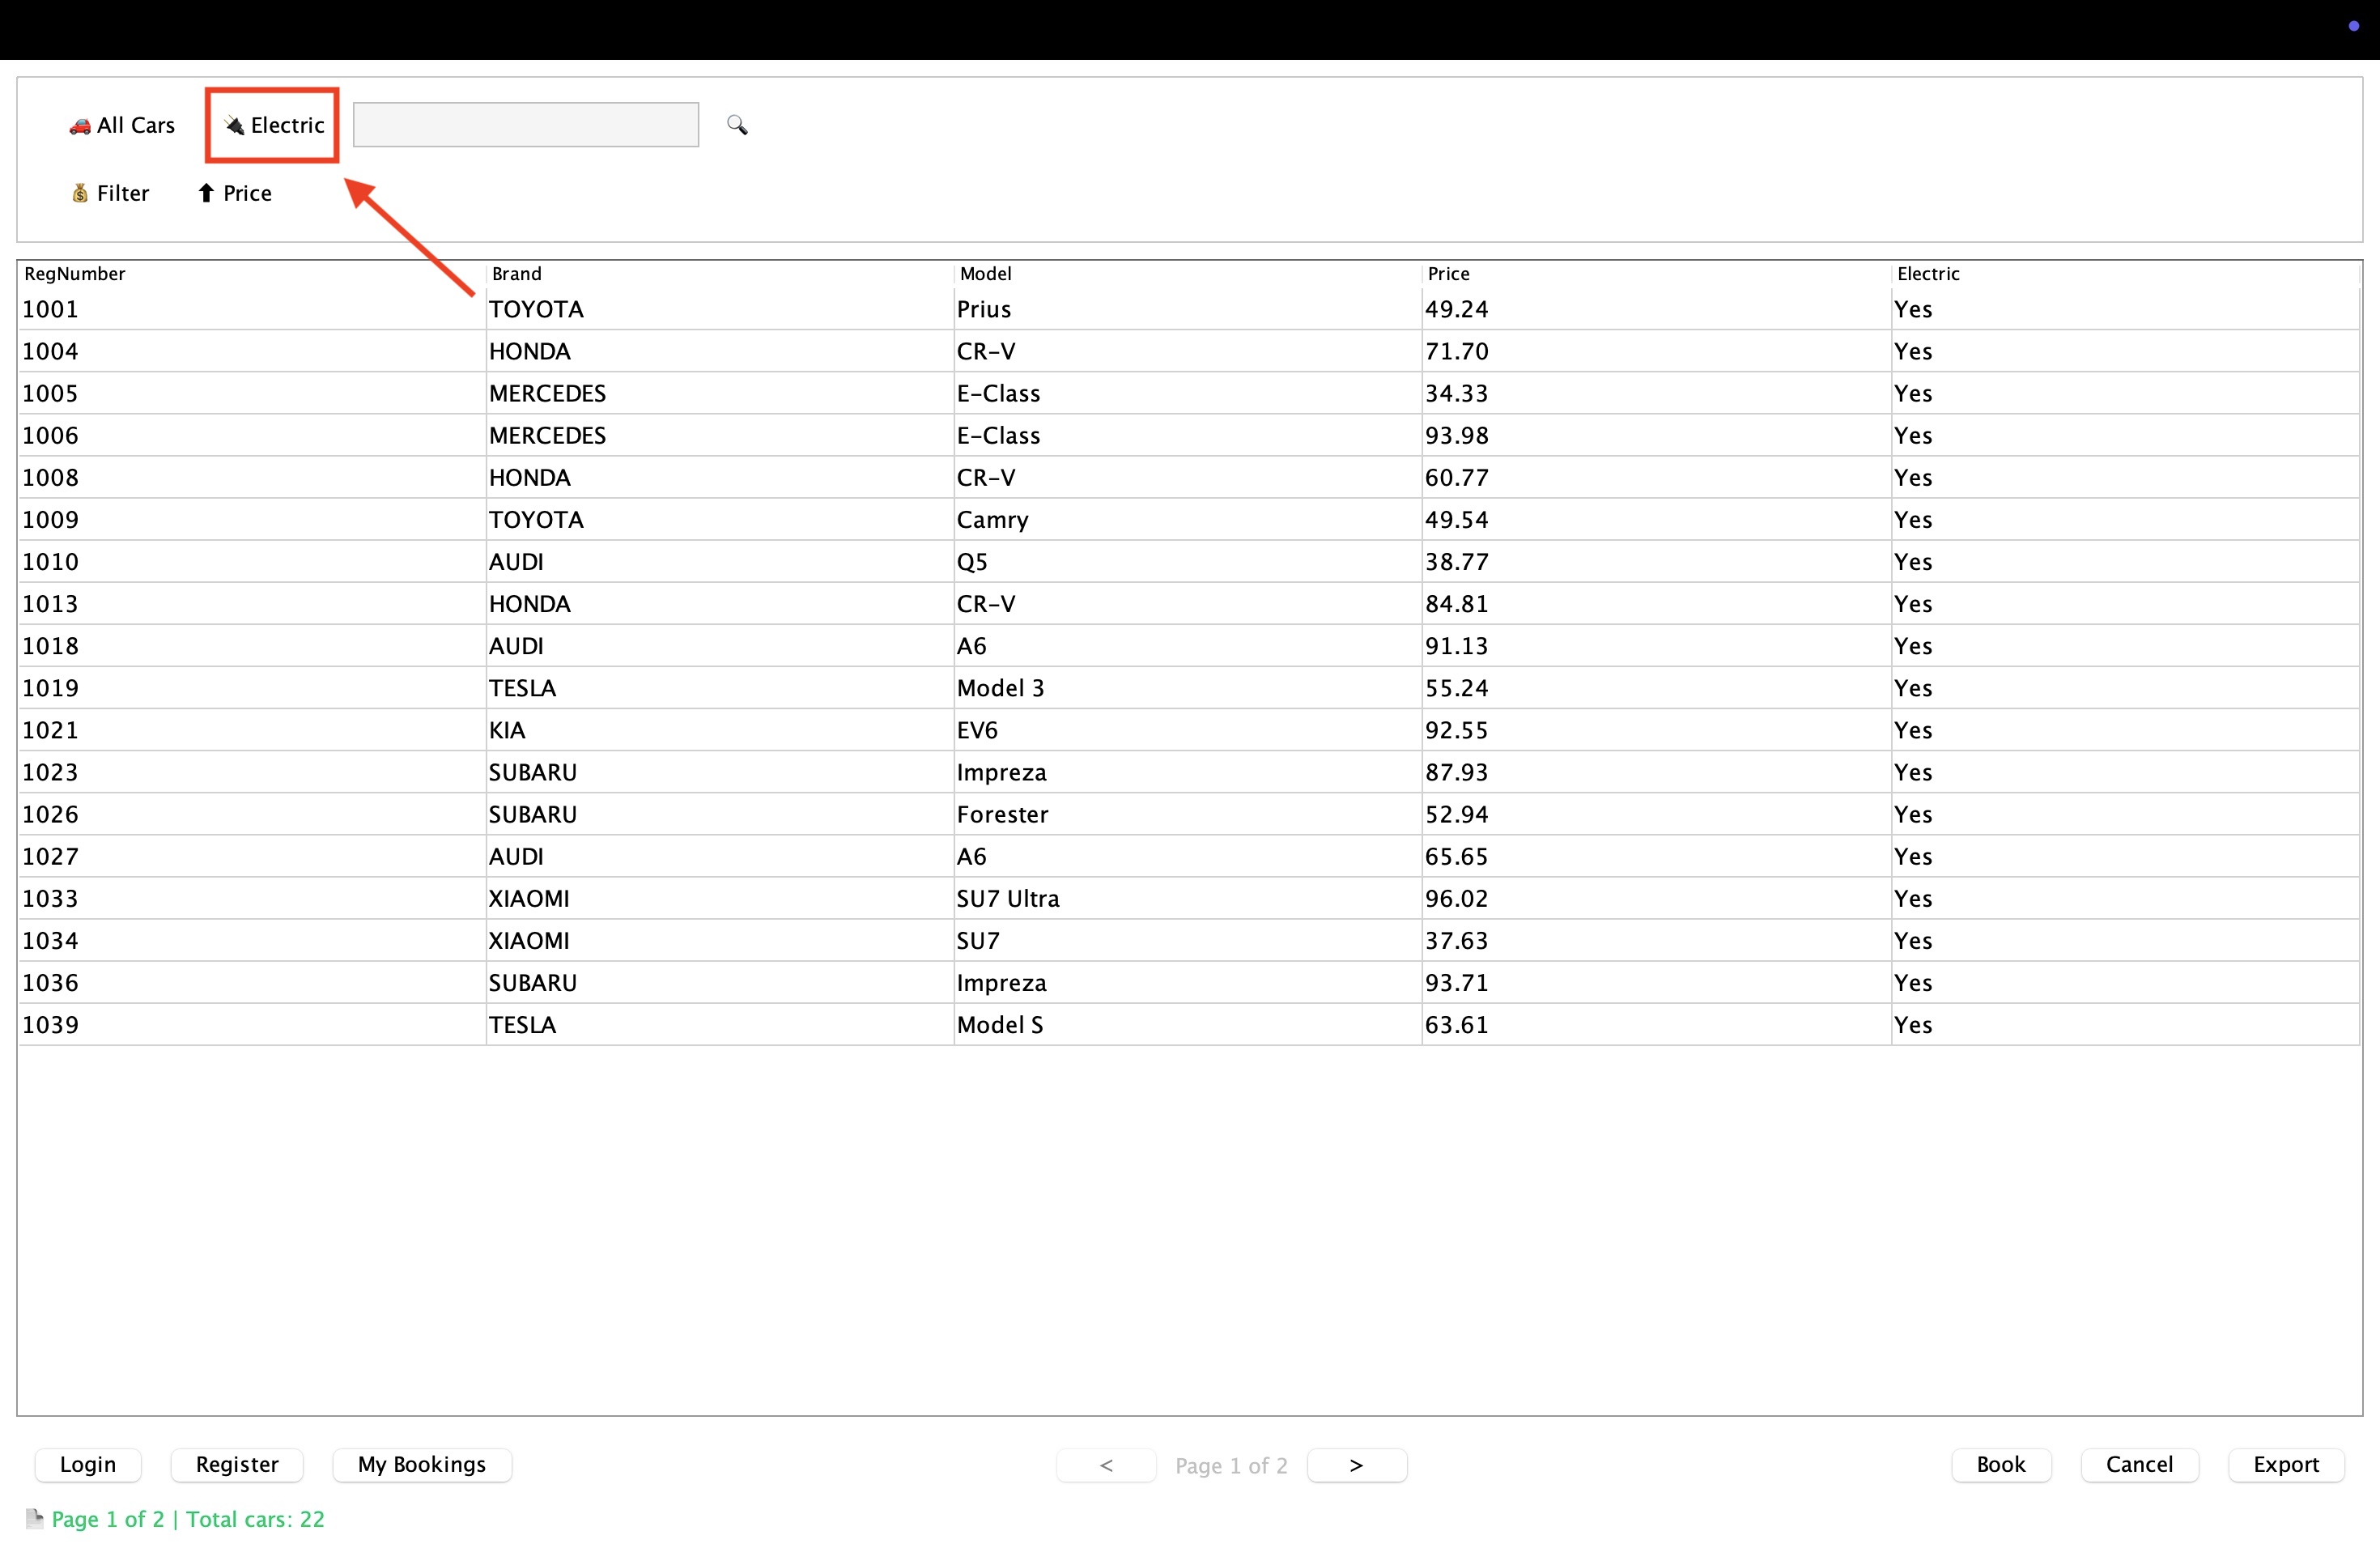 All Cars Electric
Filter Price
RegNumber Brand Model Price Electric
1001 TOYOTA Prius 49.24 Yes
1004 HONDA CR-V 71.70 Yes
1005 MERCEDES E-Class 34.33 Yes
1006 MERCEDES E-Class 93.98 Yes
1008 HONDA CR-V 60.77 Yes
1009 TOYOTA Camry 49.54 Yes
1010 AUDI Q5 38.77 Yes
1013 HONDA CR-V 84.81 Yes
1018 AUDI A6 91.13 Yes
1019 TESLA Model 3 55.24 Yes
1021 KIA EV6 92.55 Yes
1023 SUBARU Impreza 87.93 Yes
1026 SUBARU Forester 52.94 Yes
1027 AUDI A6 65.65 Yes
1033 XIAOMI SU7 Ultra 96.02 Yes
1034 XIAOMI SU7 37.63 Yes
1036 SUBARU Impreza 93.71 Yes
1039 TESLA Model S 63.61 Yes
Login Register My Bookings < Page 1 of 2 > Book Cancel Export
Page 1 of 2 | Total cars: 22